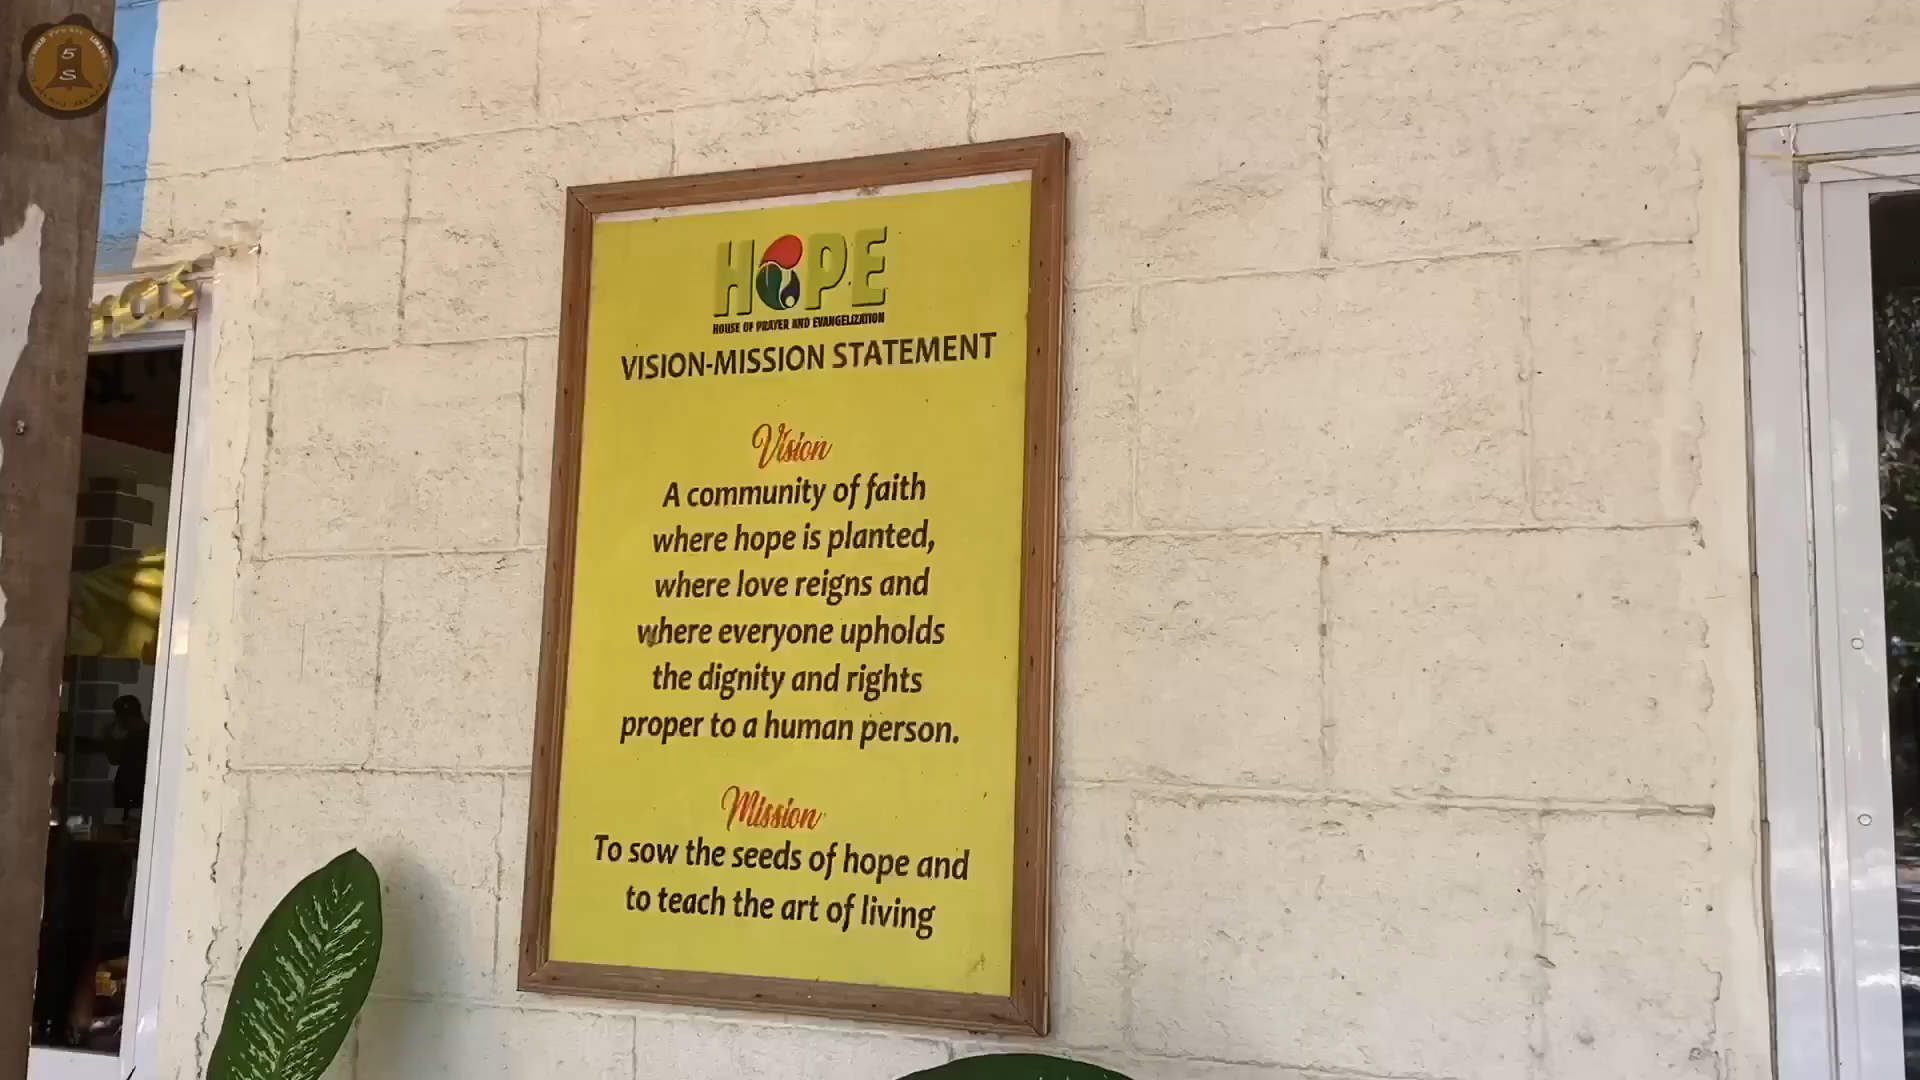 5
S
HOPE
HOUSE OF PRAYER AND EVANGELIZATION
VISION-MISSION STATEMENT
Vision
A community of faith
where hope is planted,
where love reigns and
where everyone upholds
the dignity and rights
proper to a human person.
Mission
To sow the seeds of hope and
to teach the art of living